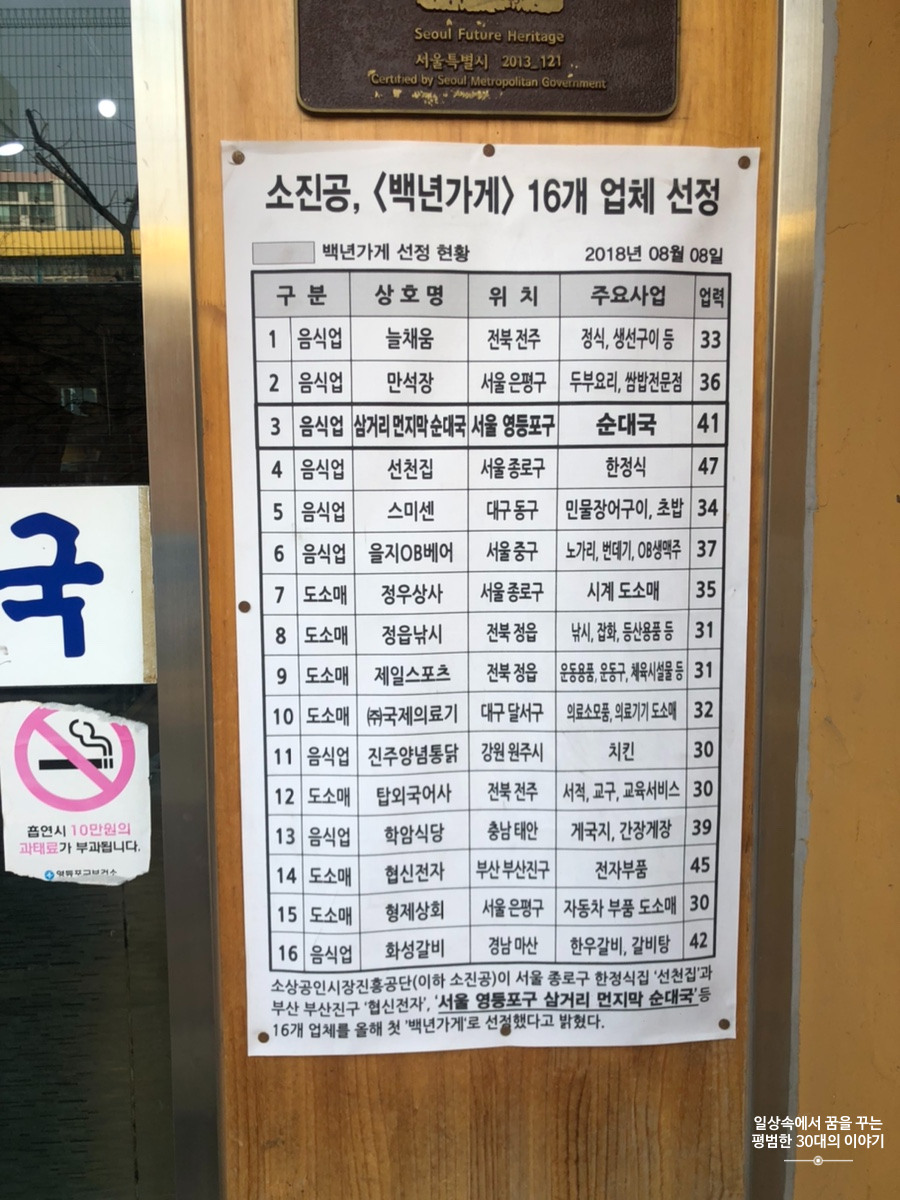 Seoul Future Heritage
서울특별시 2013_121
Certified by Seoul Metropolitan Government
소진공, 〈백년가게〉 16개 업체 선정
백년가게 선정 현황 2018년 08월 08일
구 분 상 호 명 위 치 주요사업 업력
1 음식업 늘채움 전북 전주 정식, 생선구이 등 33
2 음식업 만석장 서울 은평구 두부요리, 쌈밥전문점 36
3 음식업 삼거리 먼지막 순대국 서울 영등포구 순대국 41
4 음식업 선천집 서울 종로구 한정식 47
5 음식업 스미센 대구 동구 민물장어구이, 초밥 34
6 음식업 을지OB베어 서울 중구 노가리, 번데기, OB생맥주 37
7 도소매 정우상사 서울 종로구 시계 도소매 35
8 도소매 정읍낚시 전북 정읍 낚시, 잡화, 등산용품 등 31
9 도소매 제일스포츠 전북 정읍 운동용품, 운동구, 체육시설물 등 31
10 도소매 ㈜국제의료기 대구 달서구 의료소모품, 의료기기 도소매 32
11 음식업 진주양념통닭 강원 원주시 치킨 30
12 도소매 탑외국어사 전북 전주 서적, 교구, 교육서비스 30
13 음식업 학암식당 충남 태안 게국지, 간장게장 39
14 도소매 협신전자 부산 부산진구 전자부품 45
15 도소매 형제상회 서울 은평구 자동차 부품 도소매 30
16 음식업 화성갈비 경남 마산 한우갈비, 갈비탕 42
소상공인시장진흥공단(이하 소진공)이 서울 종로구 한정식집 '선천집'과
부산 부산진구 '협신전자', '서울 영등포구 삼거리 먼지막 순대국'등
16개 업체를 올해 첫 '백년가게'로 선정했다고 밝혔다.
국
흡연시 10만원의
과태료가 부과됩니다.
영등포구보건소
일상속에서 꿈을 꾸는
평범한 30대의 이야기